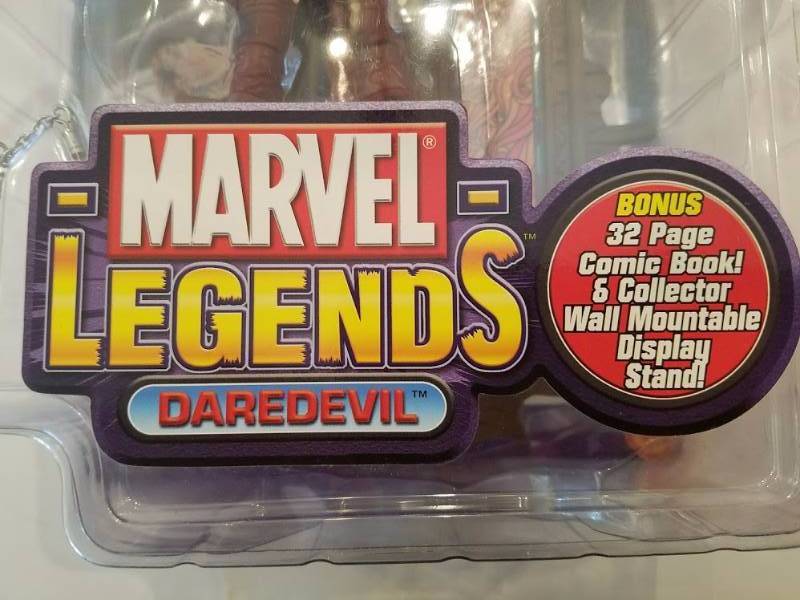 MARVEL®
LEGENDS™
DAREDEVIL™
BONUS
32 Page
Comic Book!
& Collector
Wall Mountable
Display
Stand!